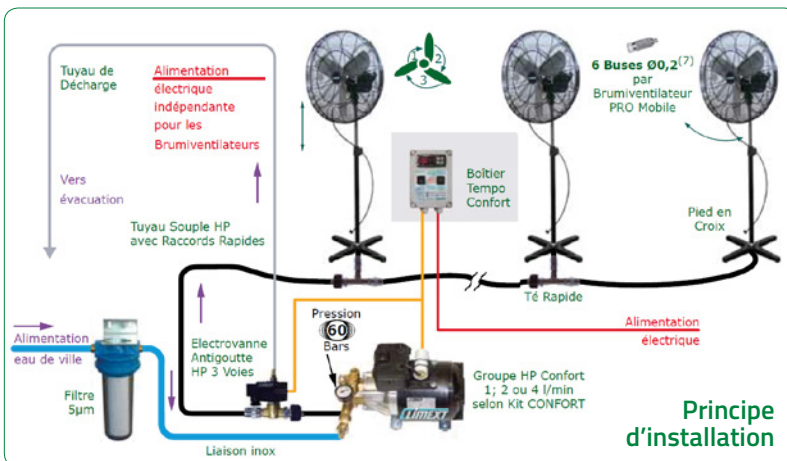 Tuyau de
Décharge
Alimentation
électrique
indépendante
pour les
Brumiventilateurs
1
2
3
6 Buses Ø0,2(7)
par
Brumiventilateur
PRO Mobile
Boîtier
Tempo
Confort
Vers
évacuation
Tuyau Souple HP
avec Raccords Rapides
Pied en
Croix
Té Rapide
Alimentation
eau de ville
Electrovanne
Antigoutte
HP 3 Voies
Pression
60
Bars
Alimentation
électrique
Filtre
5µm
Groupe HP Confort
1; 2 ou 4 l/min
selon Kit CONFORT
CLIMEXT
Liaison inox
Principe
d'installation